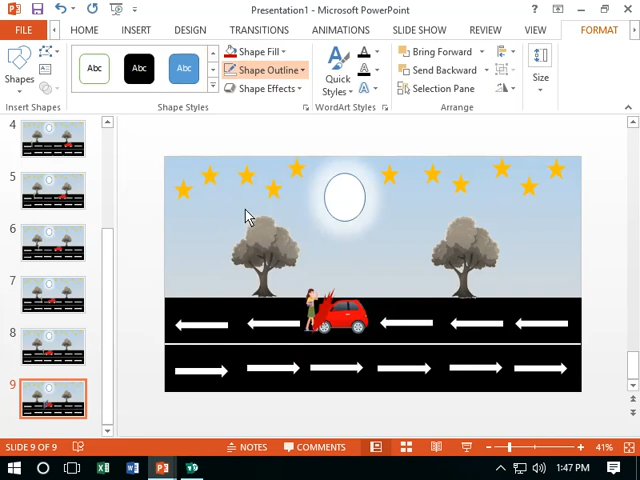 Presentation1 - PowerPoint
FILE
HOME
INSERT
DESIGN
TRANSITIONS
ANIMATIONS
SLIDE SHOW
REVIEW
VIEW
FORMAT
Shapes
Insert Shapes
Abc
Abc
Abc
Shape Fill
Shape Outline
Shape Effects
Shape Styles
Quick
Styles
A
A
A
WordArt Styles
Bring Forward
Send Backward
Selection Pane
Arrange
Size
4
5
6
7
8
9
SLIDE 9 OF 9
NOTES
COMMENTS
41%
1:47 PM